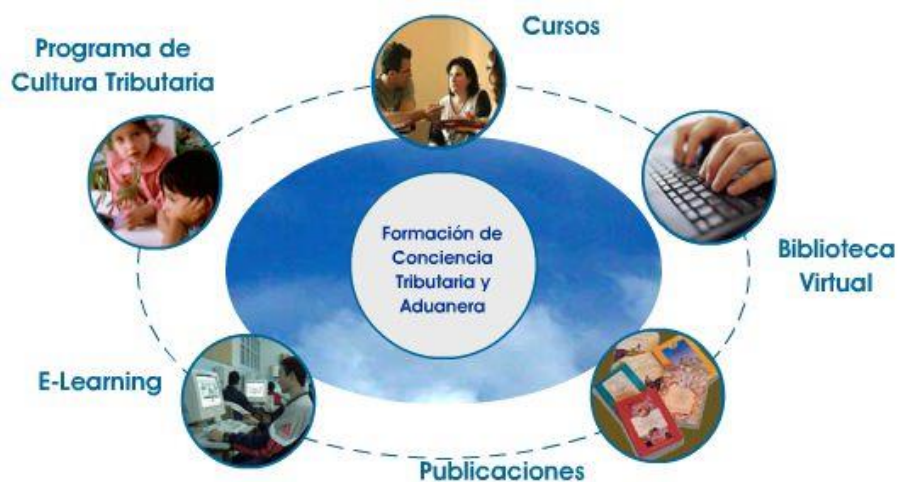 Cursos
Programa de
Cultura Tributaria
Formación de
Conciencia
Tributaria y
Aduanera
Biblioteca
Virtual
E-Learning
Publicaciones